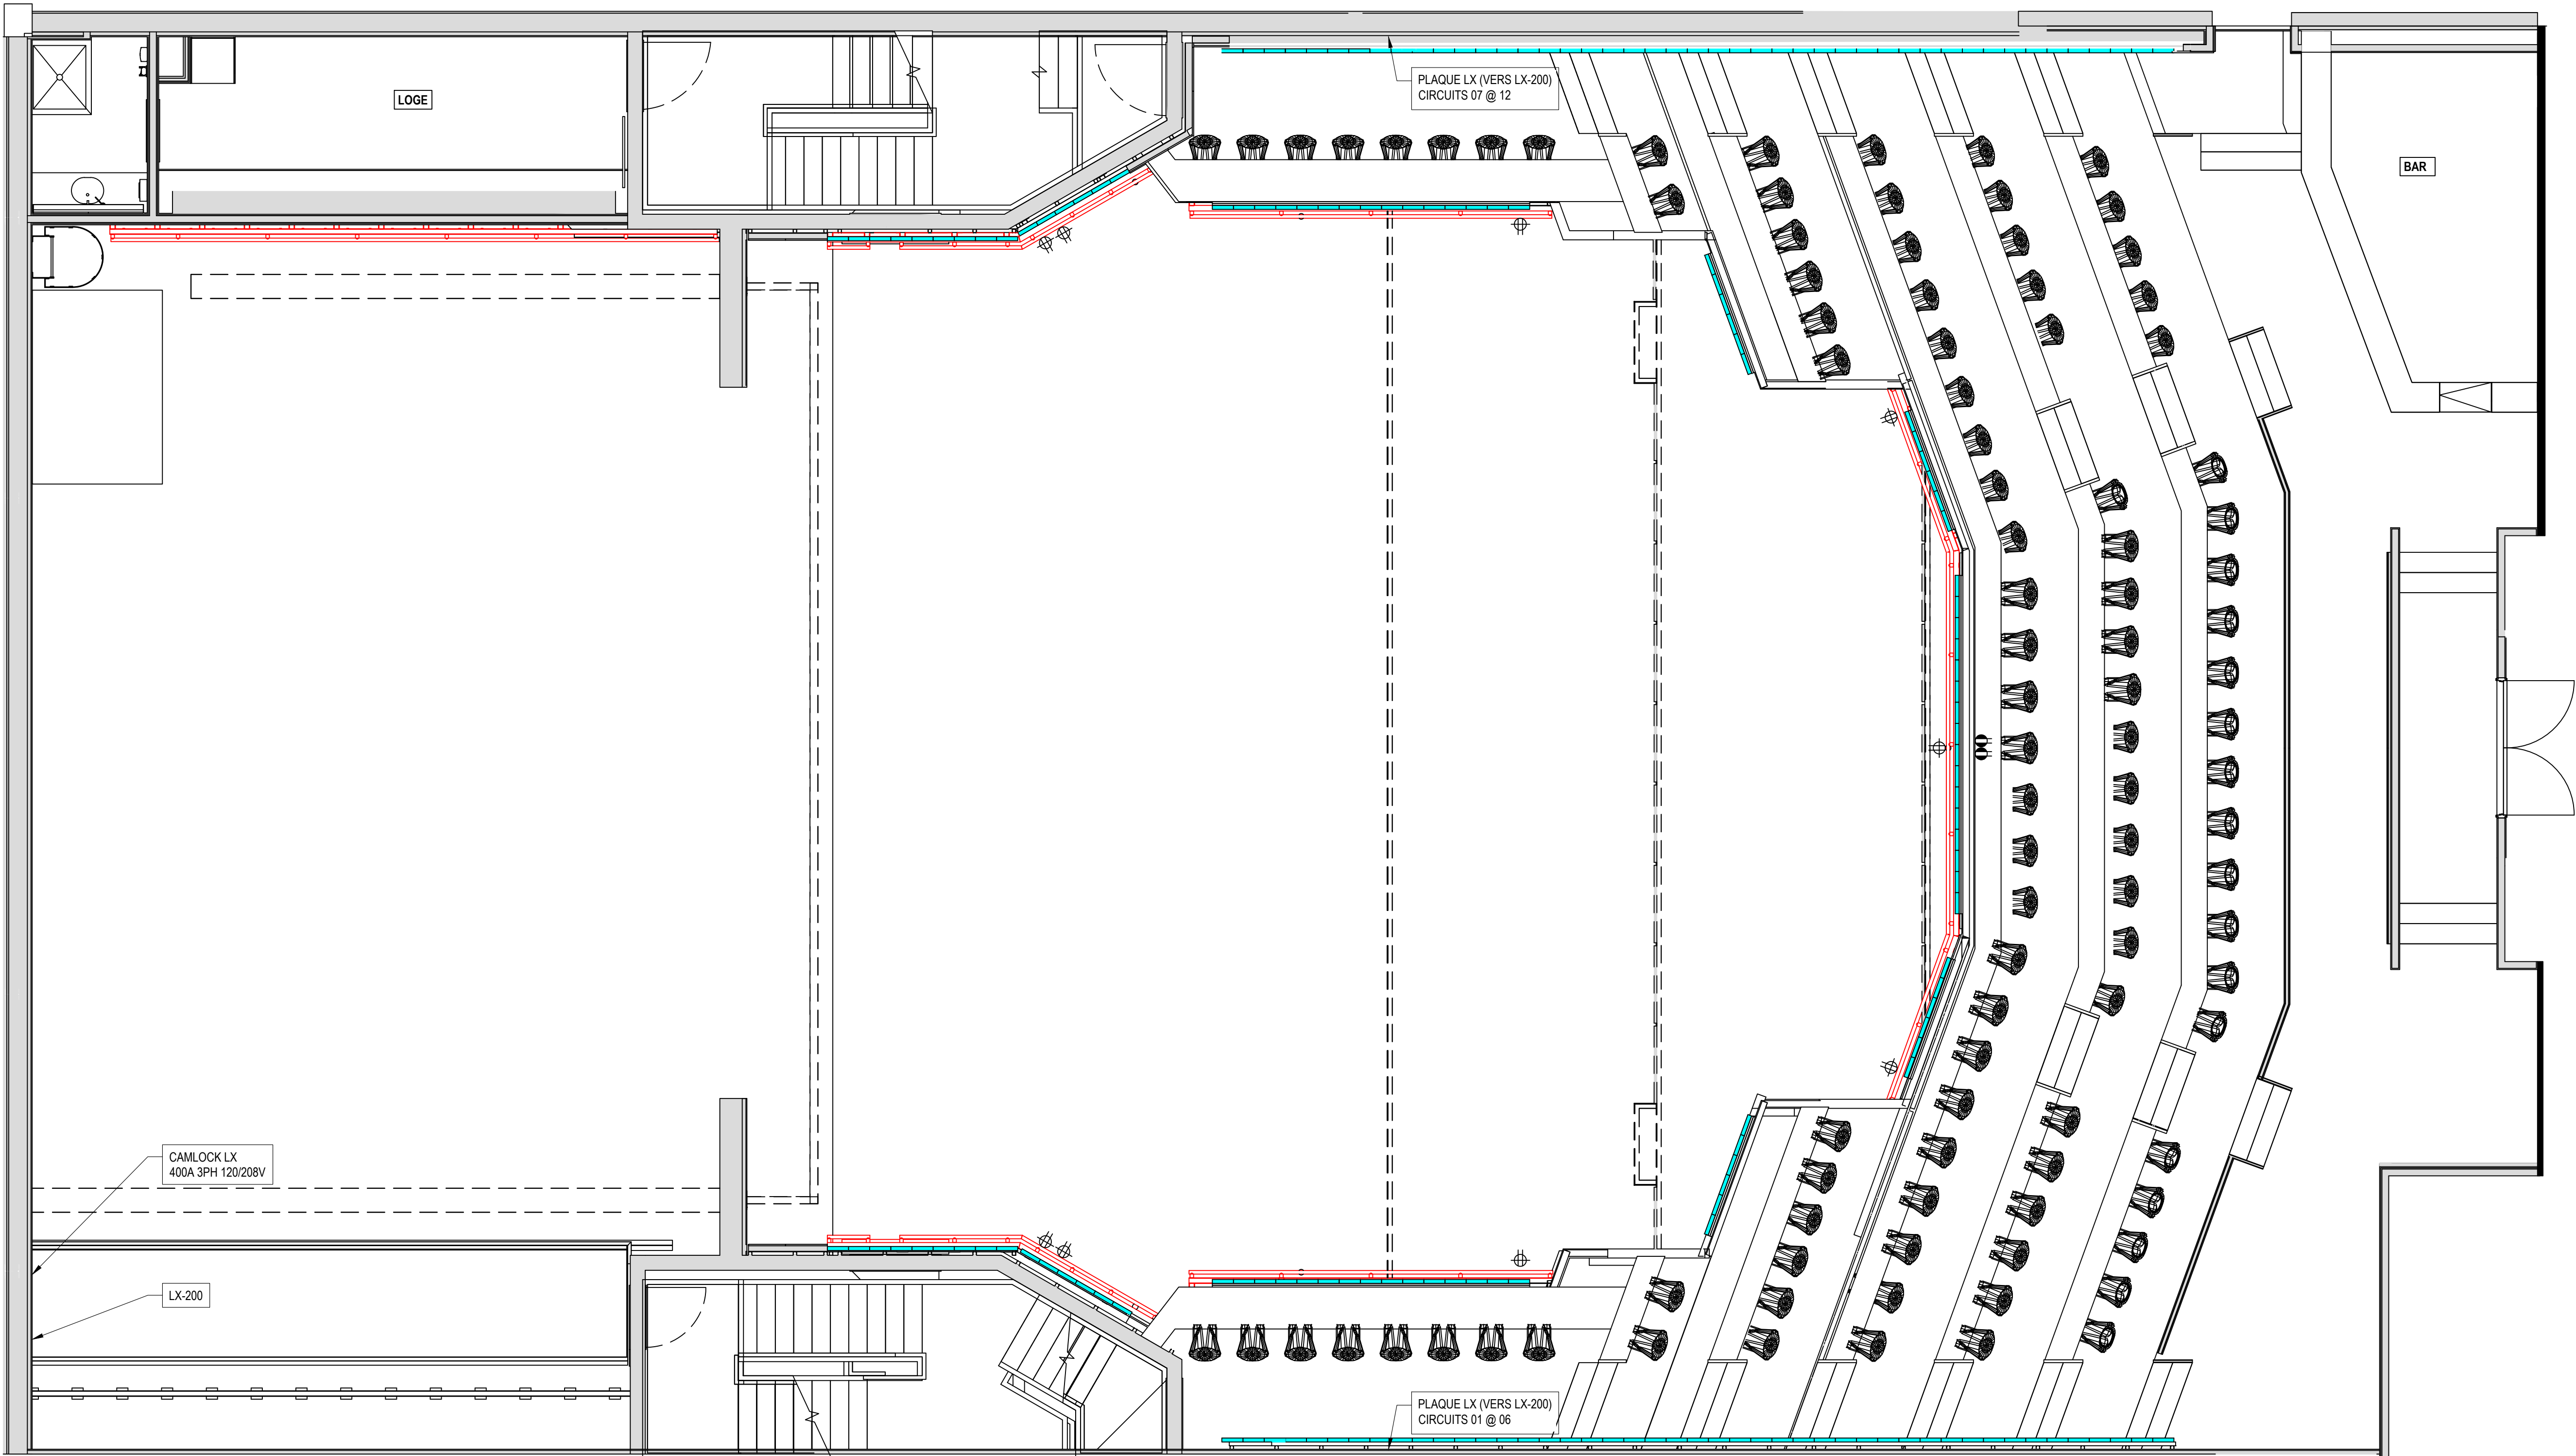 PLAQUE LX (VERS LX-200)
CIRCUITS 07 @ 12
LOGE
BAR
CAMLOCK LX
400A 3PH 120/208V
LX-200
PLAQUE LX (VERS LX-200)
CIRCUITS 01 @ 06